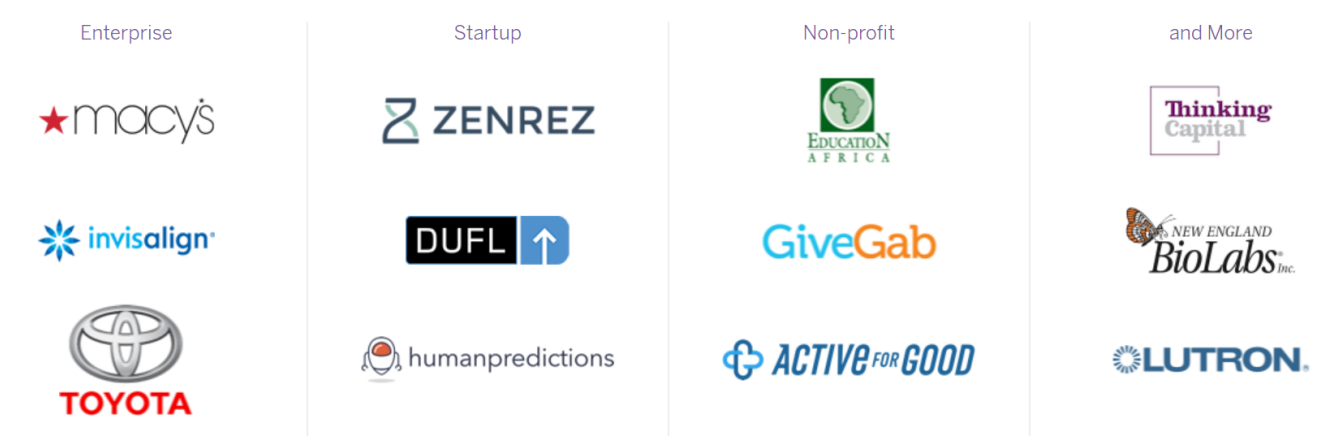 Enterprise
Startup
Non-profit
and More
macy's
ZENREZ
EDUCATION
AFRICA
Thinking
Capital
invisalign®
DUFL
GiveGab
NEW ENGLAND
BioLabs® Inc.
TOYOTA
humanpredictions
ACTIVe FOR GOOD
LUTRON®